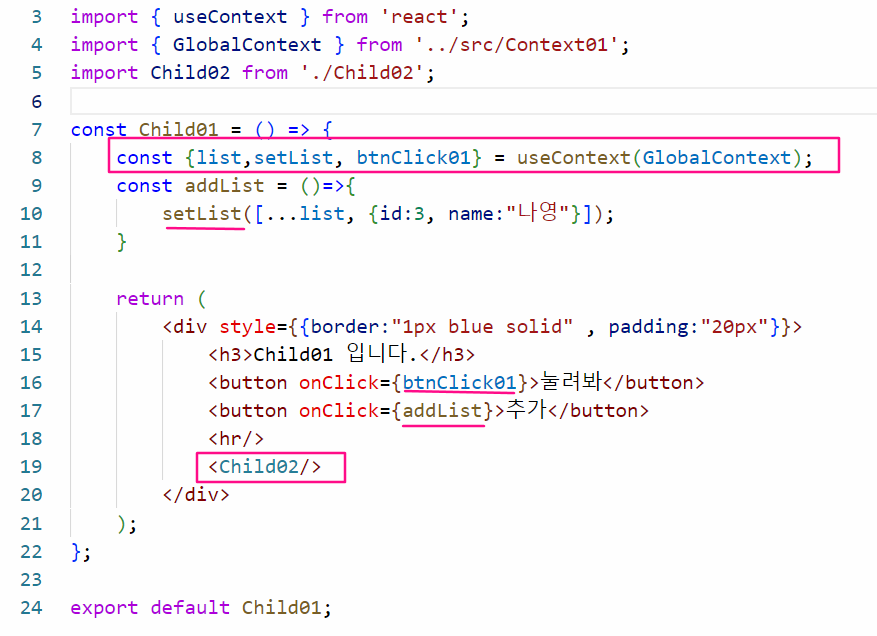 3 import { useContext } from 'react';
4 import { GlobalContext } from '../src/Context01';
5 import Child02 from './Child02';
6
7 const Child01 = () => {
8 const {list,setList, btnClick01} = useContext(GlobalContext);
9 const addList = ()=>{
10 setList([...list, {id:3, name:"나영"}]);
11 }
12
13 return (
14 <div style={{border:"1px blue solid" , padding:"20px"}}>
15 <h3>Child01 입니다.</h3>
16 <button onClick={btnClick01}>눌려봐</button>
17 <button onClick={addList}>추가</button>
18 <hr/>
19 <Child02/>
20 </div>
21 );
22 };
23
24 export default Child01;